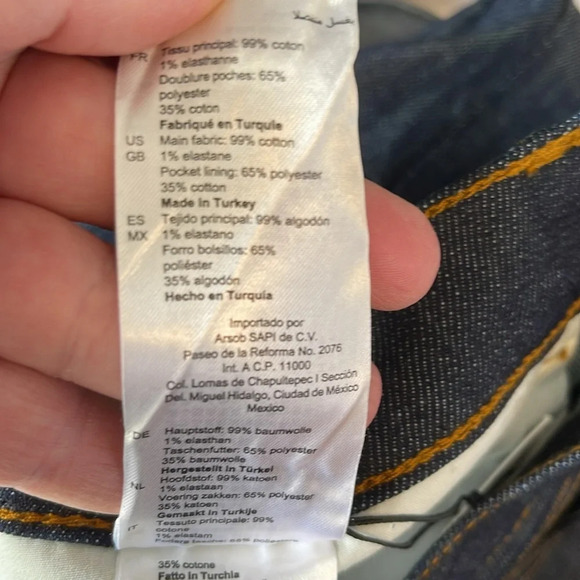 FR Tissu principal: 99% coton
1% elasthanne
Doublure poches: 65%
polyester
35% coton
Fabriqué en Turquie
US Main fabric: 99% cotton
GB 1% elastane
Pocket lining: 65% polyester
35% cotton
Made in Turkey
ES Tejido principal: 99% algodón
MX 1% elastano
Forro bolsillos: 65%
poliéster
35% algodón
Hecho en Turquía
Importado por
Arsob SAPI de C.V.
Paseo de la Reforma No. 2076
Int. A C.P. 11000
Col. Lomas de Chapultepec I Sección
Del. Miguel Hidalgo, Ciudad de México
Mexico
DE Hauptstoff: 99% baumwolle
1% elasthan
Taschenfutter: 65% polyester
35% baumwolle
Hergestellt in Türkei
NL Hoofdstof: 99% katoen
1% elastaan
Voering zakken: 65% polyester
35% katoen
Gemaakt in Turkije
IT Tessuto principale: 99%
cotone
1% elastam
35% cotone
Fatto in Turchia